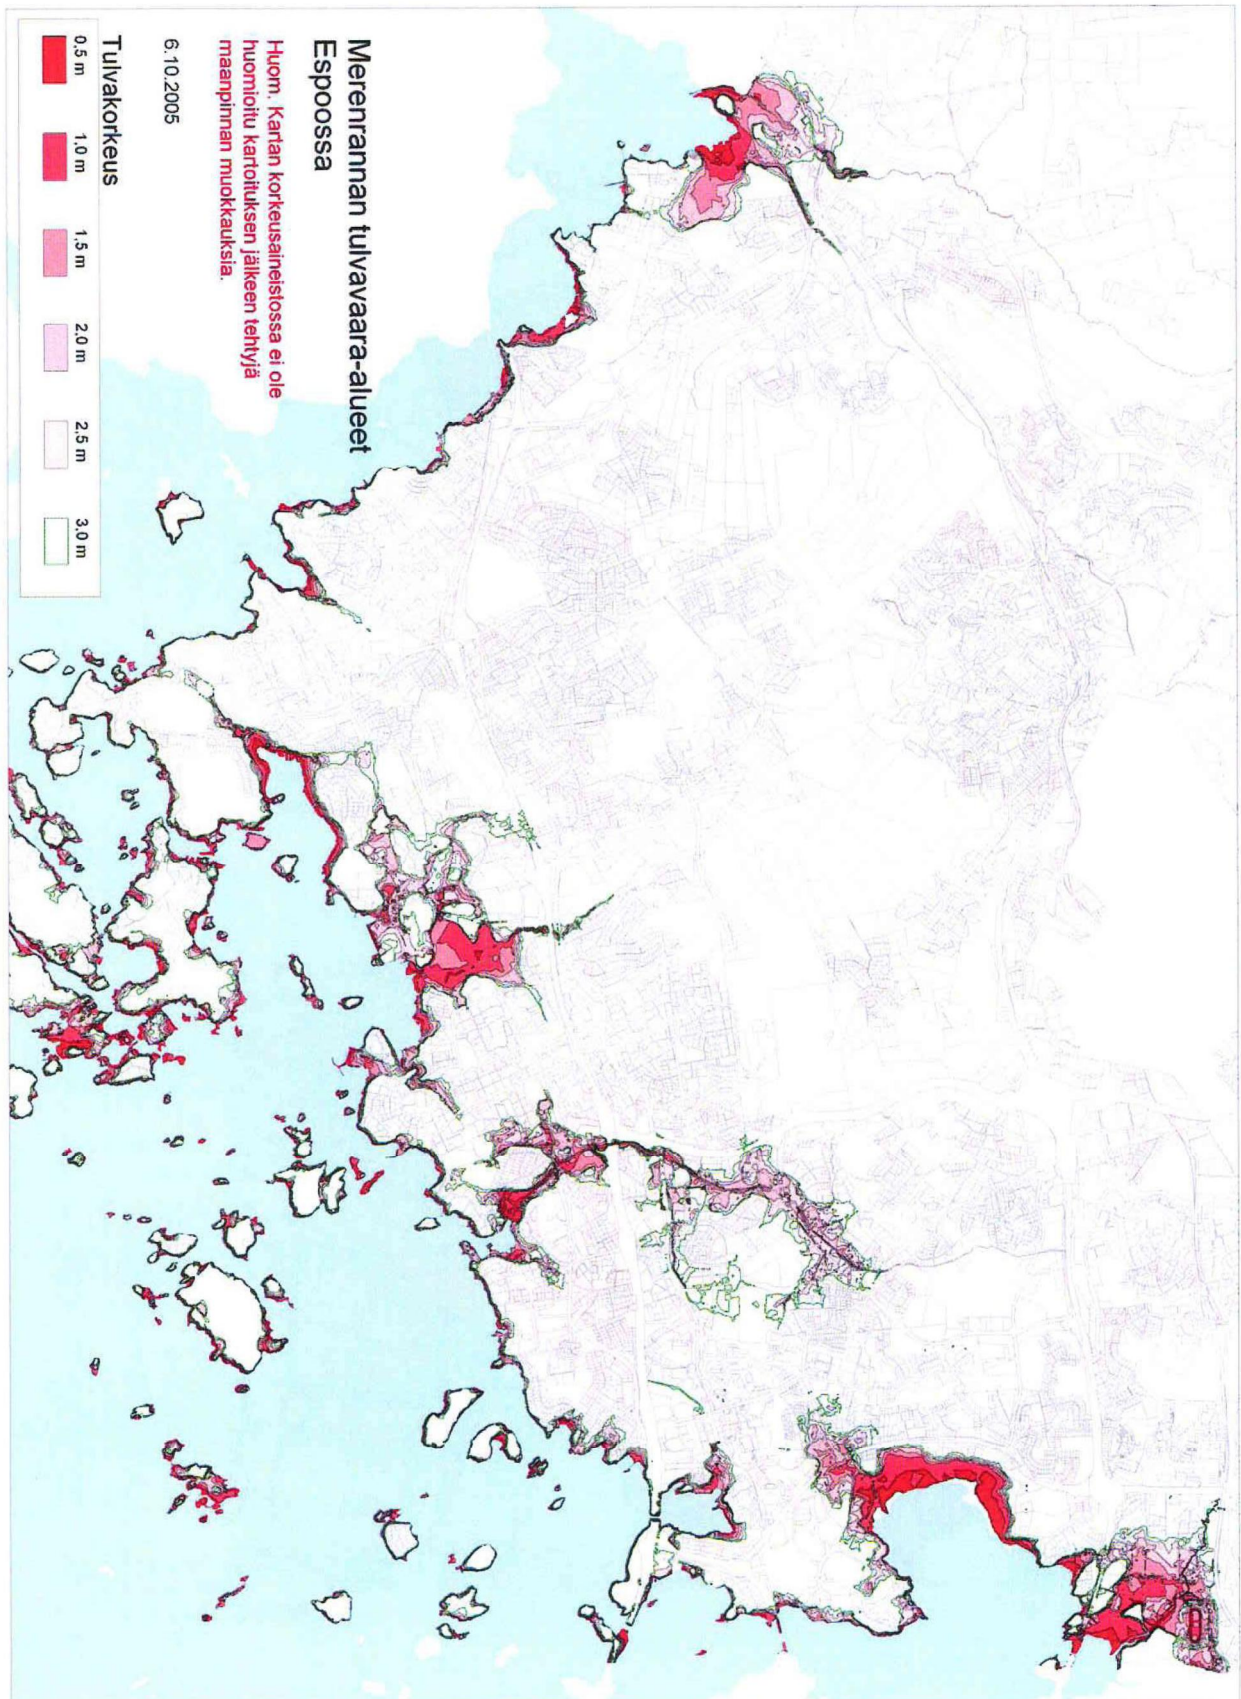 Merenrannan tulvavaara-alueet
Espoossa
Huom. Kartan korkeusaineistossa ei ole
huomioitu kartoituksen jälkeen tehtyjä
maanpinnan muokkauksia.
6.10.2005
Tulvakorkeus
0.5 m
1.0 m
1.5 m
2.0 m
2.5 m
3.0 m